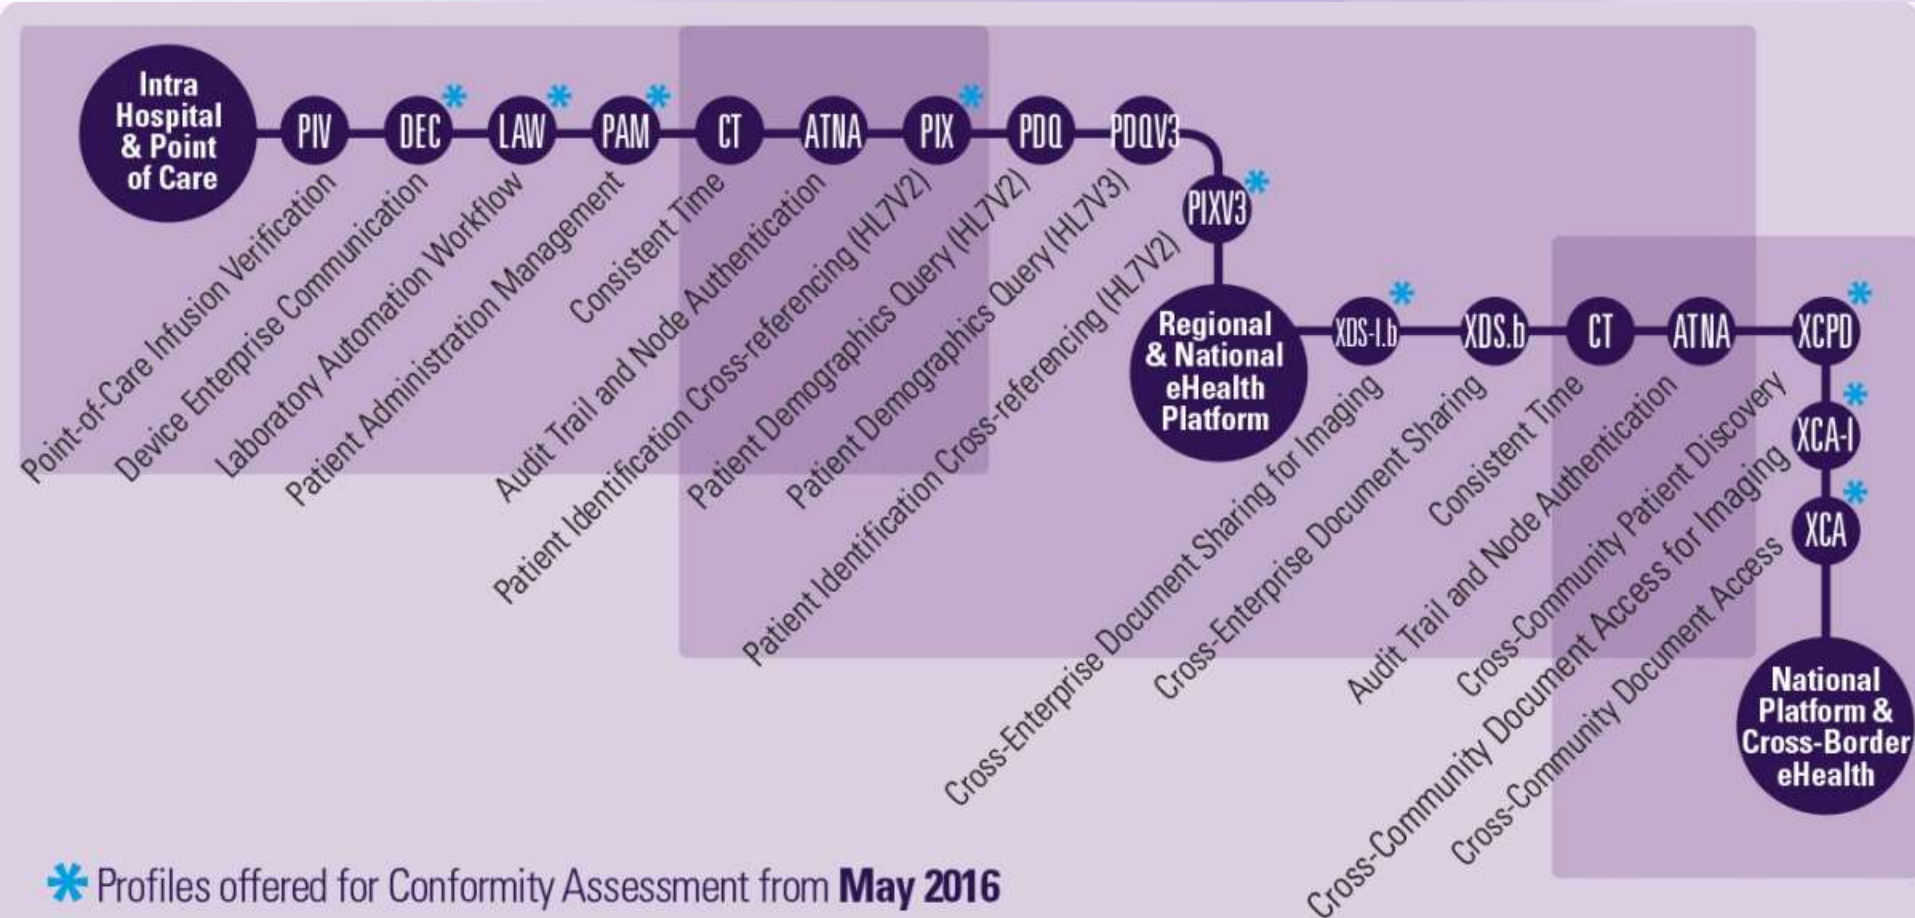 Intra
Hospital
& Point
of Care
PIV
DEC
*
LAW
*
PAM
*
CT
ATNA
PIX
*
PDQ
PDQV3
PIXV3
*
Point-of-Care Infusion Verification
Device Enterprise Communication
Laboratory Automation Workflow
Patient Administration Management
Consistent Time
Audit Trail and Node Authentication
Patient Identification Cross-referencing (HL7V2)
Patient Demographics Query (HL7V2)
Patient Demographics Query (HL7V3)
Patient Identification Cross-referencing (HL7V2)
Regional
& National
eHealth
Platform
XDS-I.b
*
XDS.b
CT
ATNA
XCPD
*
XCA-I
*
XCA
*
Cross-Enterprise Document Sharing for Imaging
Cross-Enterprise Document Sharing
Consistent Time
Audit Trail and Node Authentication
Cross-Community Patient Discovery
Cross-Community Document Access for Imaging
Cross-Community Document Access
National
Platform &
Cross-Border
eHealth
* Profiles offered for Conformity Assessment from May 2016